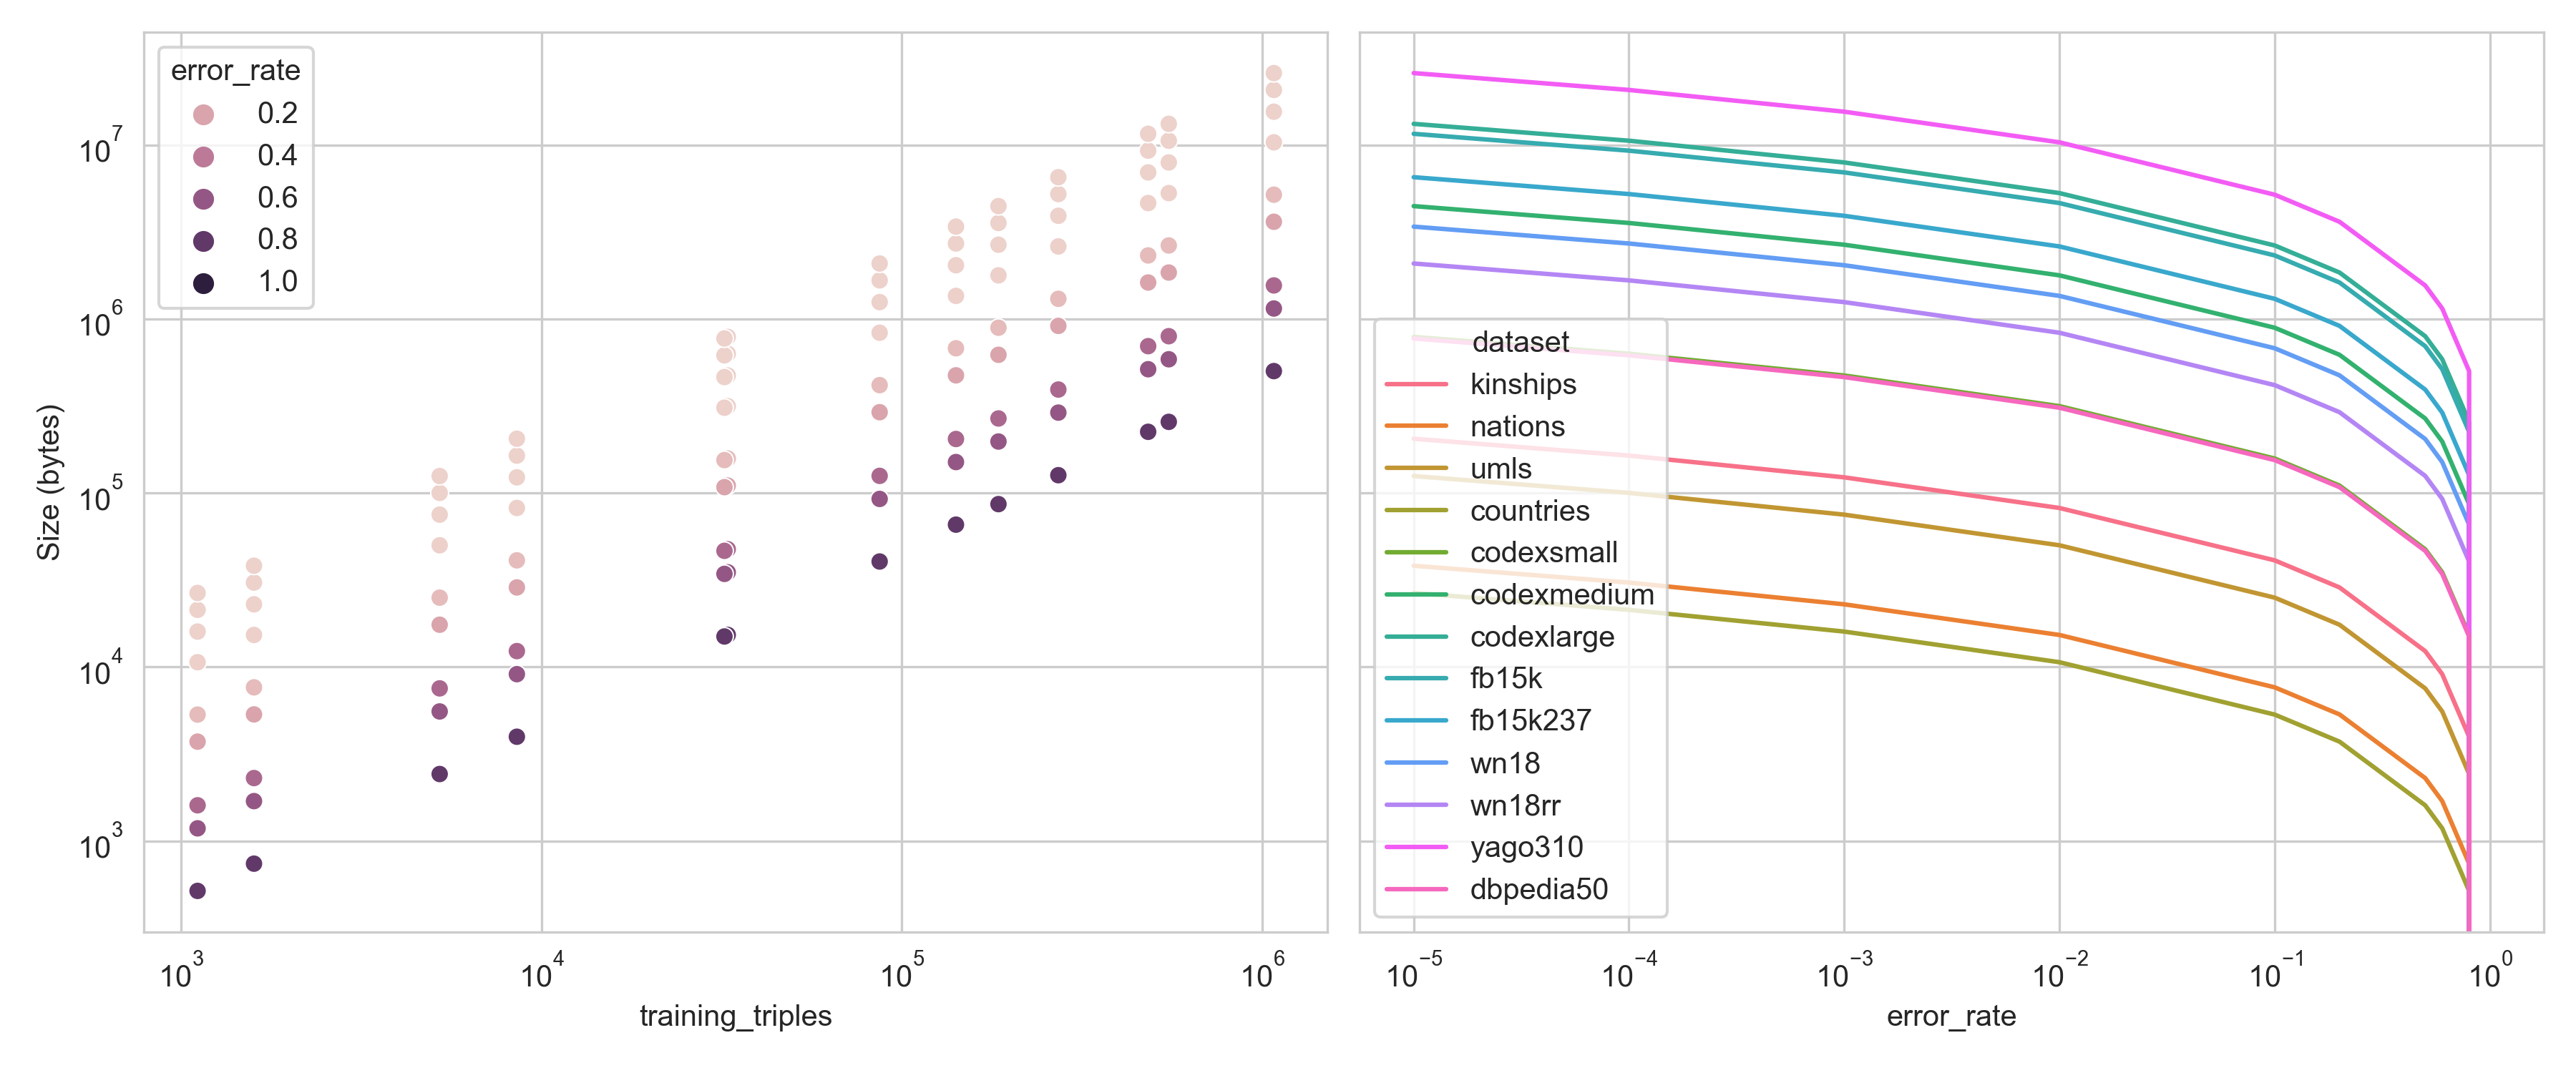 error_rate
0.2
0.4
0.6
0.8
1.0
Size (bytes)
10^7
10^6
10^5
10^4
10^3
10^3 10^4 10^5 10^6
training_triples
dataset
kinships
nations
umls
countries
codexsmall
codexmedium
codexlarge
fb15k
fb15k237
wn18
wn18rr
yago310
dbpedia50
10^−5 10^−4 10^−3 10^−2 10^−1 10^0
error_rate